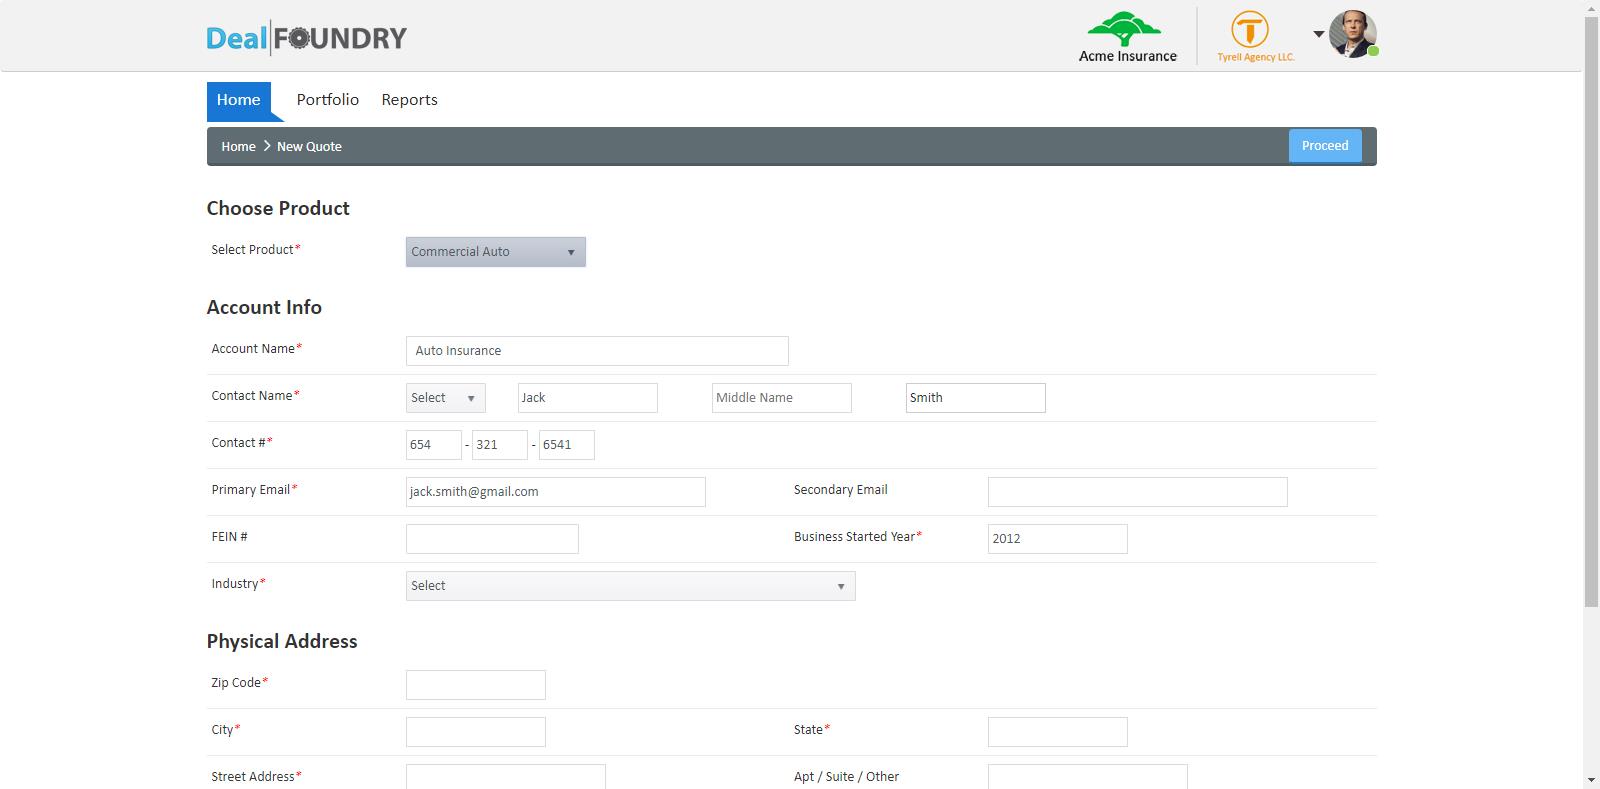 Deal FOUNDRY
Acme Insurance
Tyrell Agency LLC.
Home Portfolio Reports
Home > New Quote Proceed
Choose Product
Select Product* Commercial Auto
Account Info
Account Name* Auto Insurance
Contact Name* Select Jack Middle Name Smith
Contact #* 654 - 321 - 6541
Primary Email* jack.smith@gmail.com Secondary Email
FEIN # Business Started Year* 2012
Industry* Select
Physical Address
Zip Code*
City* State*
Street Address* Apt / Suite / Other